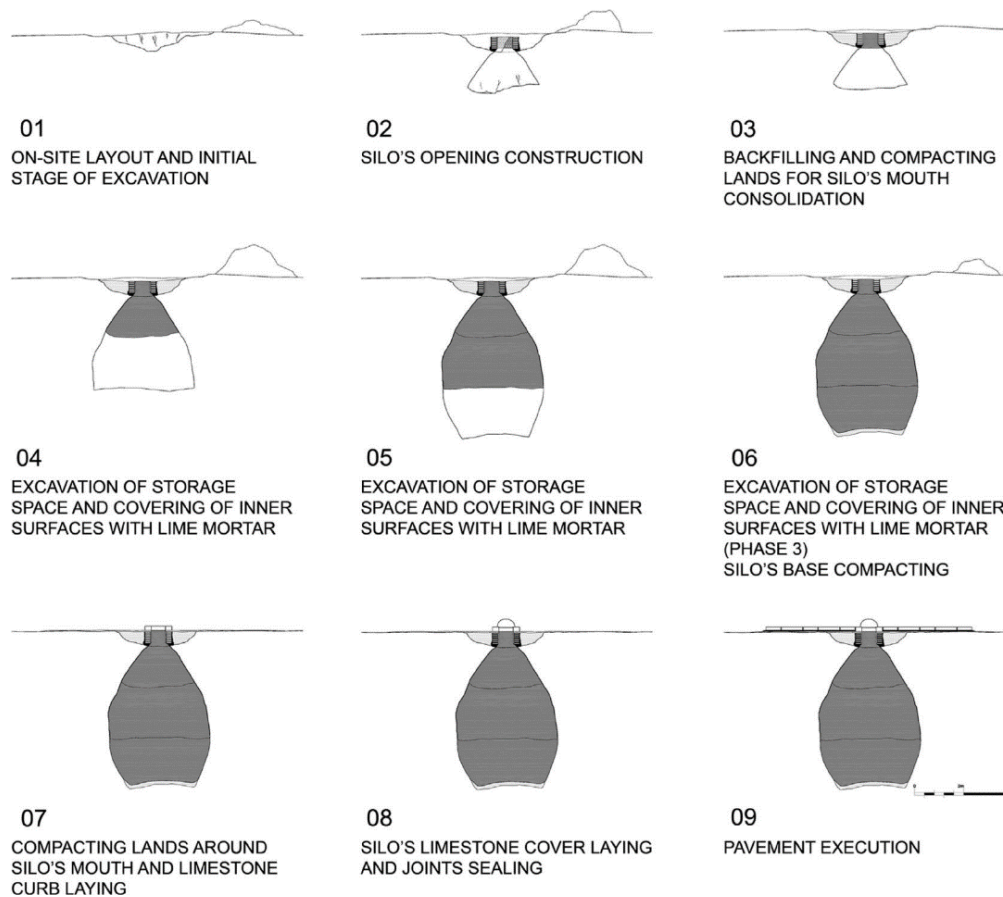 01
ON-SITE LAYOUT AND INITIAL
STAGE OF EXCAVATION
02
SILO'S OPENING CONSTRUCTION
03
BACKFILLING AND COMPACTING
LANDS FOR SILO'S MOUTH
CONSOLIDATION
04
EXCAVATION OF STORAGE
SPACE AND COVERING OF INNER
SURFACES WITH LIME MORTAR
05
EXCAVATION OF STORAGE
SPACE AND COVERING OF INNER
SURFACES WITH LIME MORTAR
06
EXCAVATION OF STORAGE
SPACE AND COVERING OF INNER
SURFACES WITH LIME MORTAR
(PHASE 3)
SILO'S BASE COMPACTING
07
COMPACTING LANDS AROUND
SILO'S MOUTH AND LIMESTONE
CURB LAYING
08
SILO'S LIMESTONE COVER LAYING
AND JOINTS SEALING
09
PAVEMENT EXECUTION